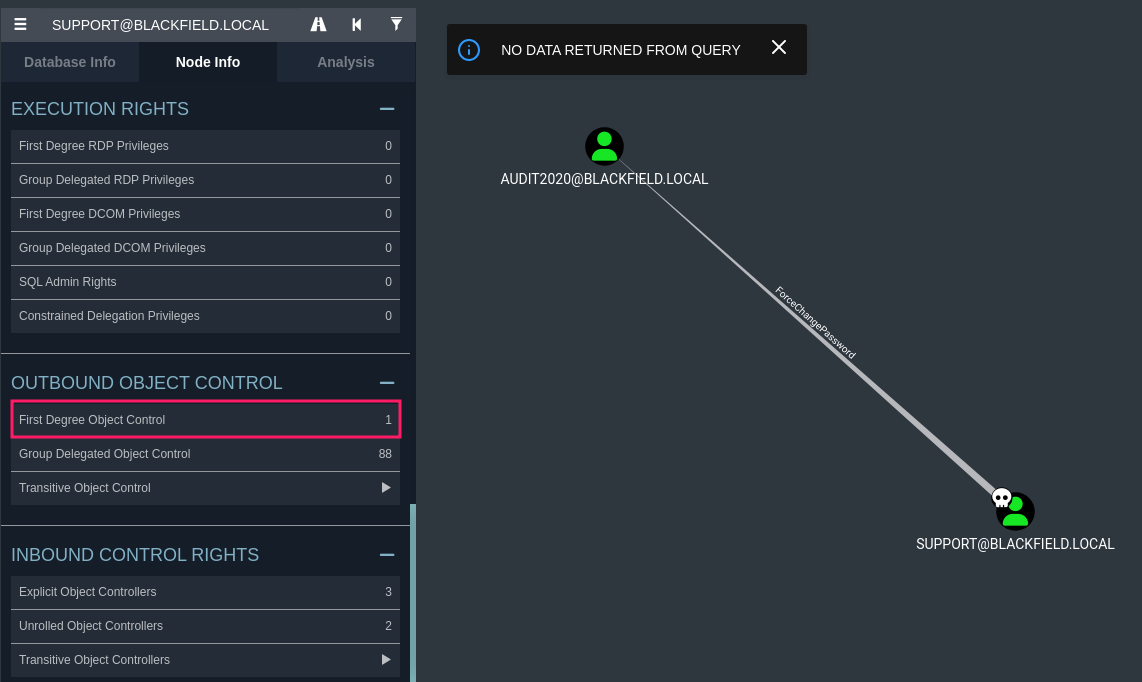 SUPPORT@BLACKFIELD.LOCAL
Database Info Node Info Analysis
EXECUTION RIGHTS
First Degree RDP Privileges 0
Group Delegated RDP Privileges 0
First Degree DCOM Privileges 0
Group Delegated DCOM Privileges 0
SQL Admin Rights 0
Constrained Delegation Privileges 0
OUTBOUND OBJECT CONTROL
First Degree Object Control 1
Group Delegated Object Control 88
Transitive Object Control
INBOUND CONTROL RIGHTS
Explicit Object Controllers 3
Unrolled Object Controllers 2
Transitive Object Controllers
NO DATA RETURNED FROM QUERY
AUDIT2020@BLACKFIELD.LOCAL
ForceChangePassword
SUPPORT@BLACKFIELD.LOCAL